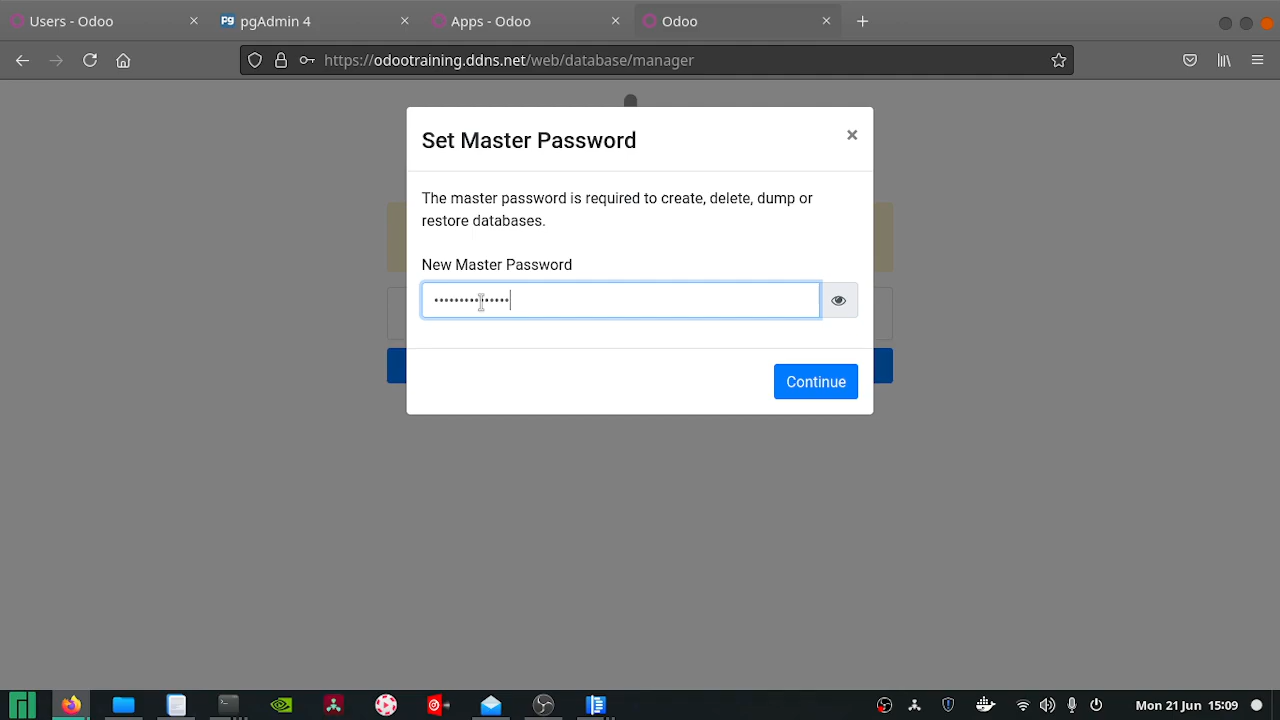 Users - Odoo
pgAdmin 4
Apps - Odoo
Odoo
https://odootraining.ddns.net/web/database/manager
Set Master Password
The master password is required to create, delete, dump or
restore databases.
New Master Password
•••••••••••••••
Continue
Mon 21 Jun 15:09